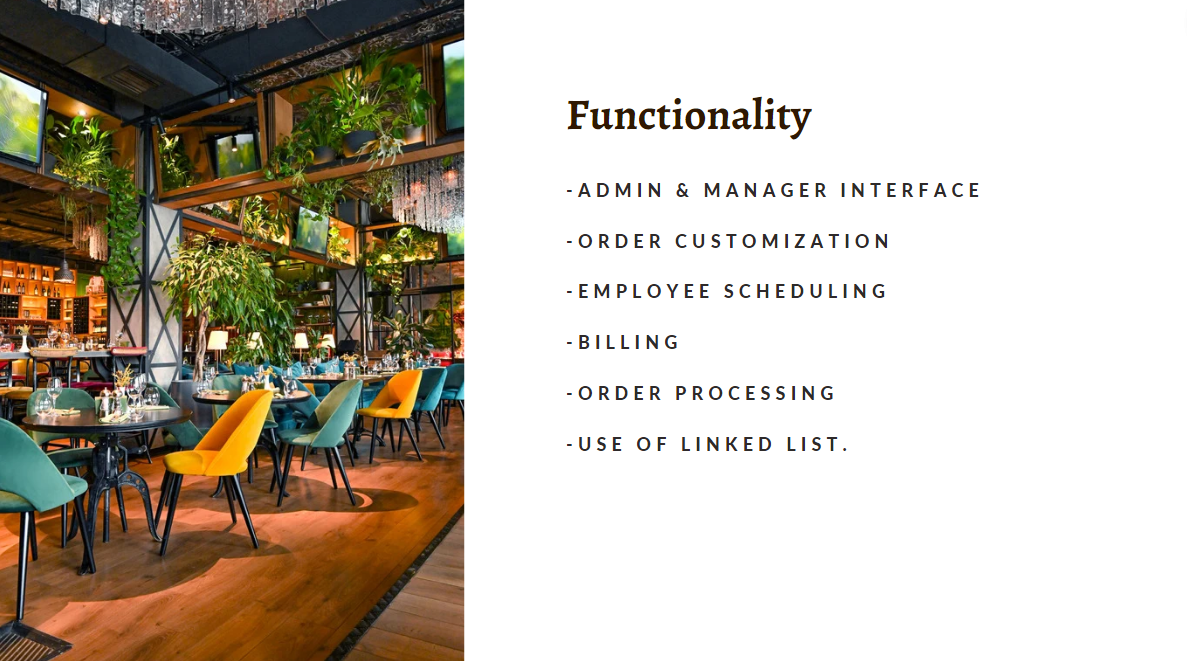 Functionality
-ADMIN & MANAGER INTERFACE
-ORDER CUSTOMIZATION
-EMPLOYEE SCHEDULING
-BILLING
-ORDER PROCESSING
-USE OF LINKED LIST.